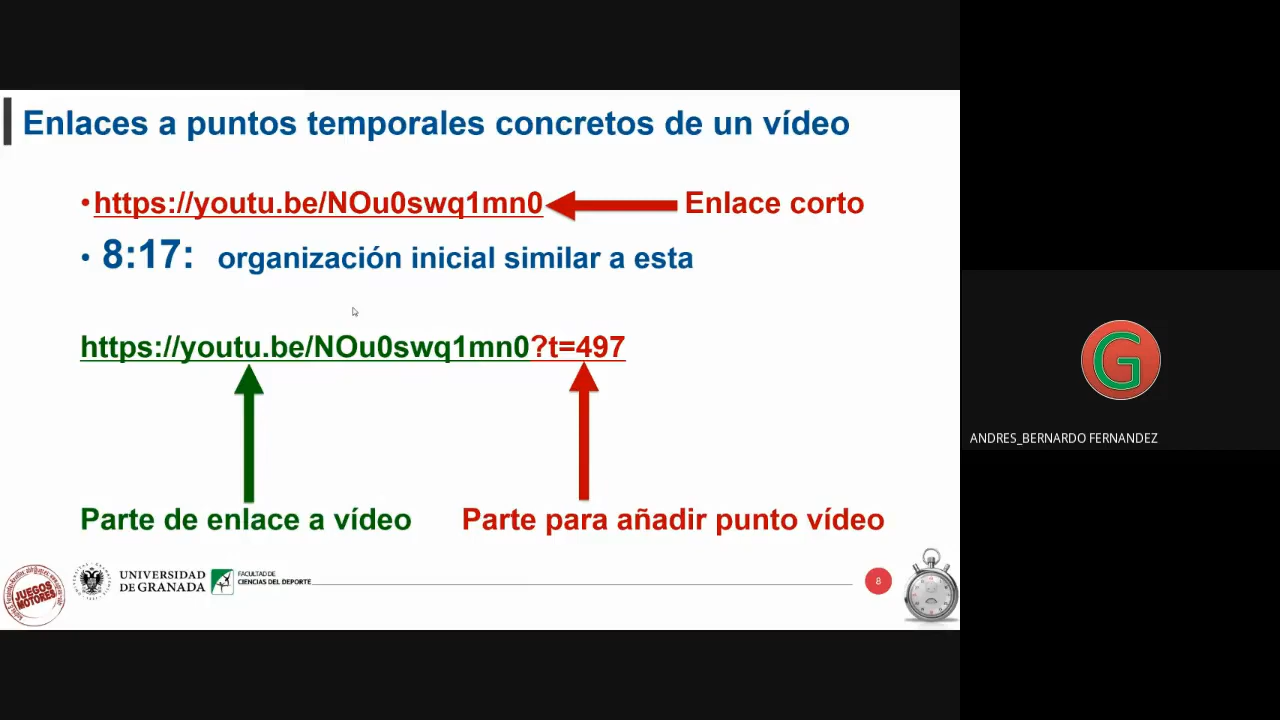 Enlaces a puntos temporales concretos de un vídeo
•https://youtu.be/NOu0swq1mn0
Enlace corto
• 8:17: organización inicial similar a esta
https://youtu.be/NOu0swq1mn0?t=497
Parte de enlace a vídeo
Parte para añadir punto vídeo
JUEGOS
MOTORES
UNIVERSIDAD
DE GRANADA
FACULTAD DE
CIENCIAS DEL DEPORTE
8
G
ANDRES_BERNARDO FERNANDEZ